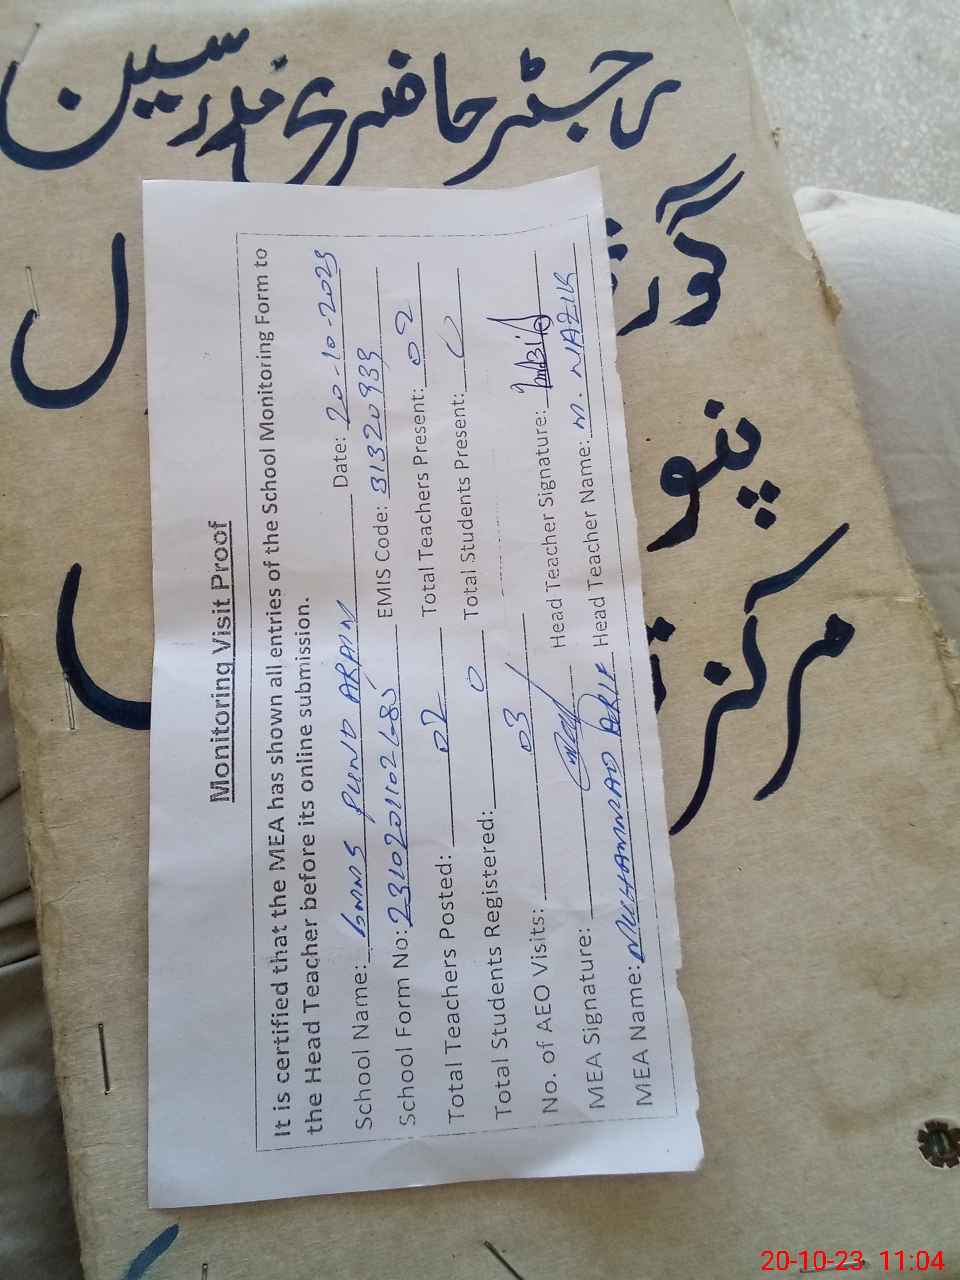 رجسٹر حاضری مدرسین
پنو
مرکز
Monitoring Visit Proof
It is certified that the MEA has shown all entries of the School Monitoring Form to
the Head Teacher before its online submission.
School Name: GMMS PUNU ARAIN Date: 20-10-2023
School Form No: EMIS Code: 31320933
Total Teachers Posted: 02 Total Teachers Present: 02
Total Students Registered: 0 Total Students Present:
No. of AEO Visits: 03
MEA Signature: Head Teacher Signature:
MEA Name: MUHAMMAD Head Teacher Name: M. NAZIR
20-10-23 11:04